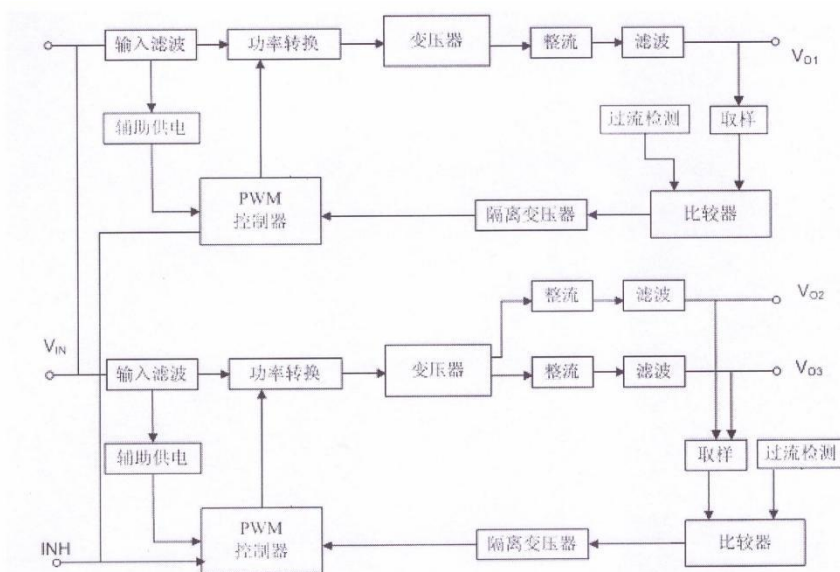 输入滤波
功率转换
变压器
整流
滤波
V_O1
辅助供电
过流检测
取样
PWM
控制器
隔离变压器
比较器
整流
滤波
V_O2
V_IN
输入滤波
功率转换
变压器
整流
滤波
V_O3
辅助供电
取样
过流检测
INH
PWM
控制器
隔离变压器
比较器